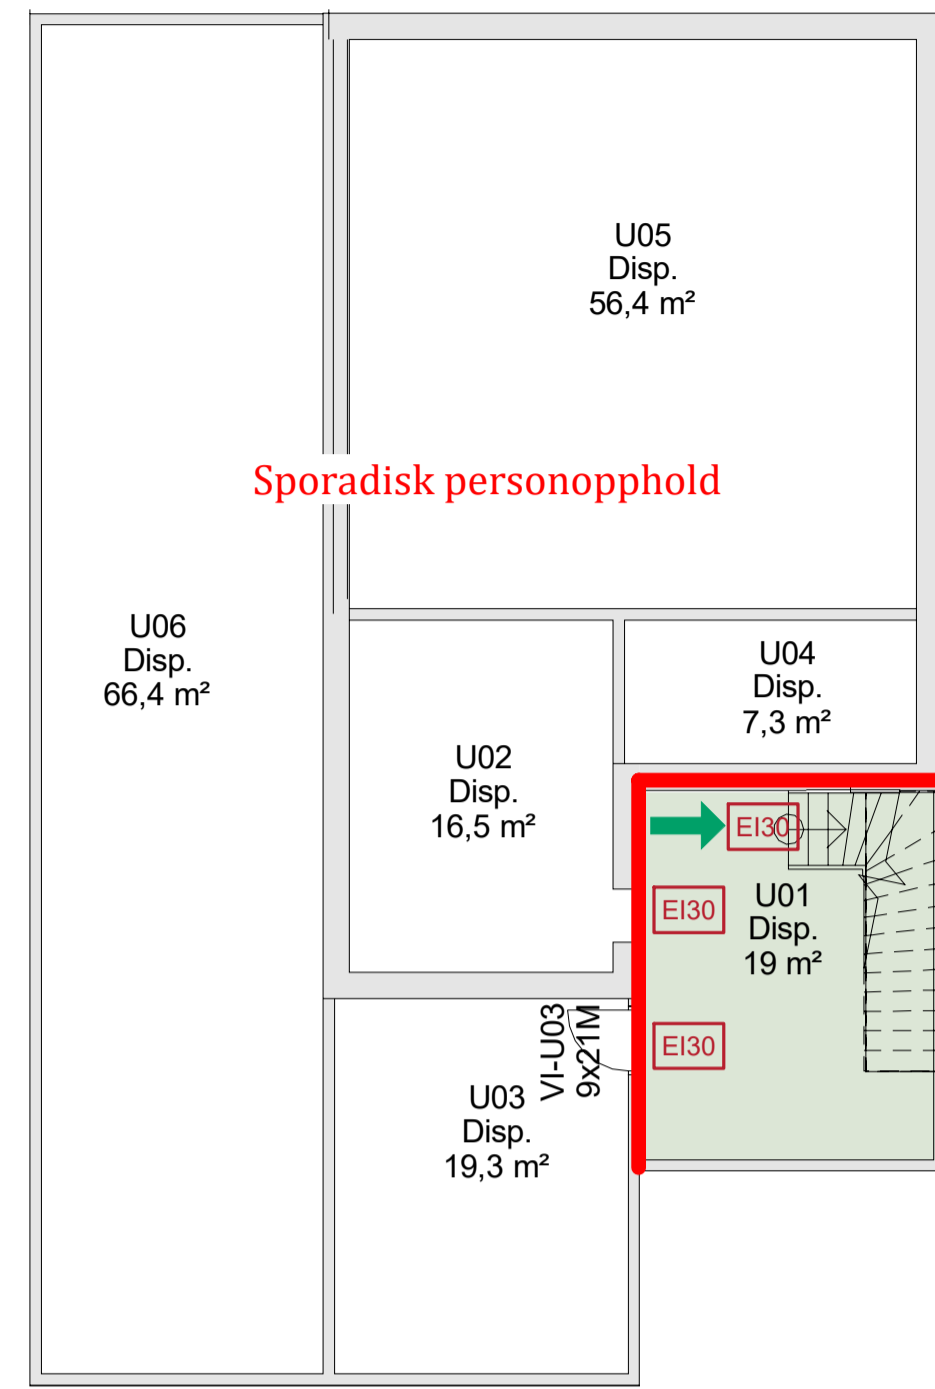 U05
Disp.
56,4 m²
Sporadisk personopphold
U06
Disp.
66,4 m²
U04
Disp.
7,3 m²
U02
Disp.
16,5 m²
EI30
EI30
U01
Disp.
19 m²
EI30
VI-U03
9x21M
U03
Disp.
19,3 m²